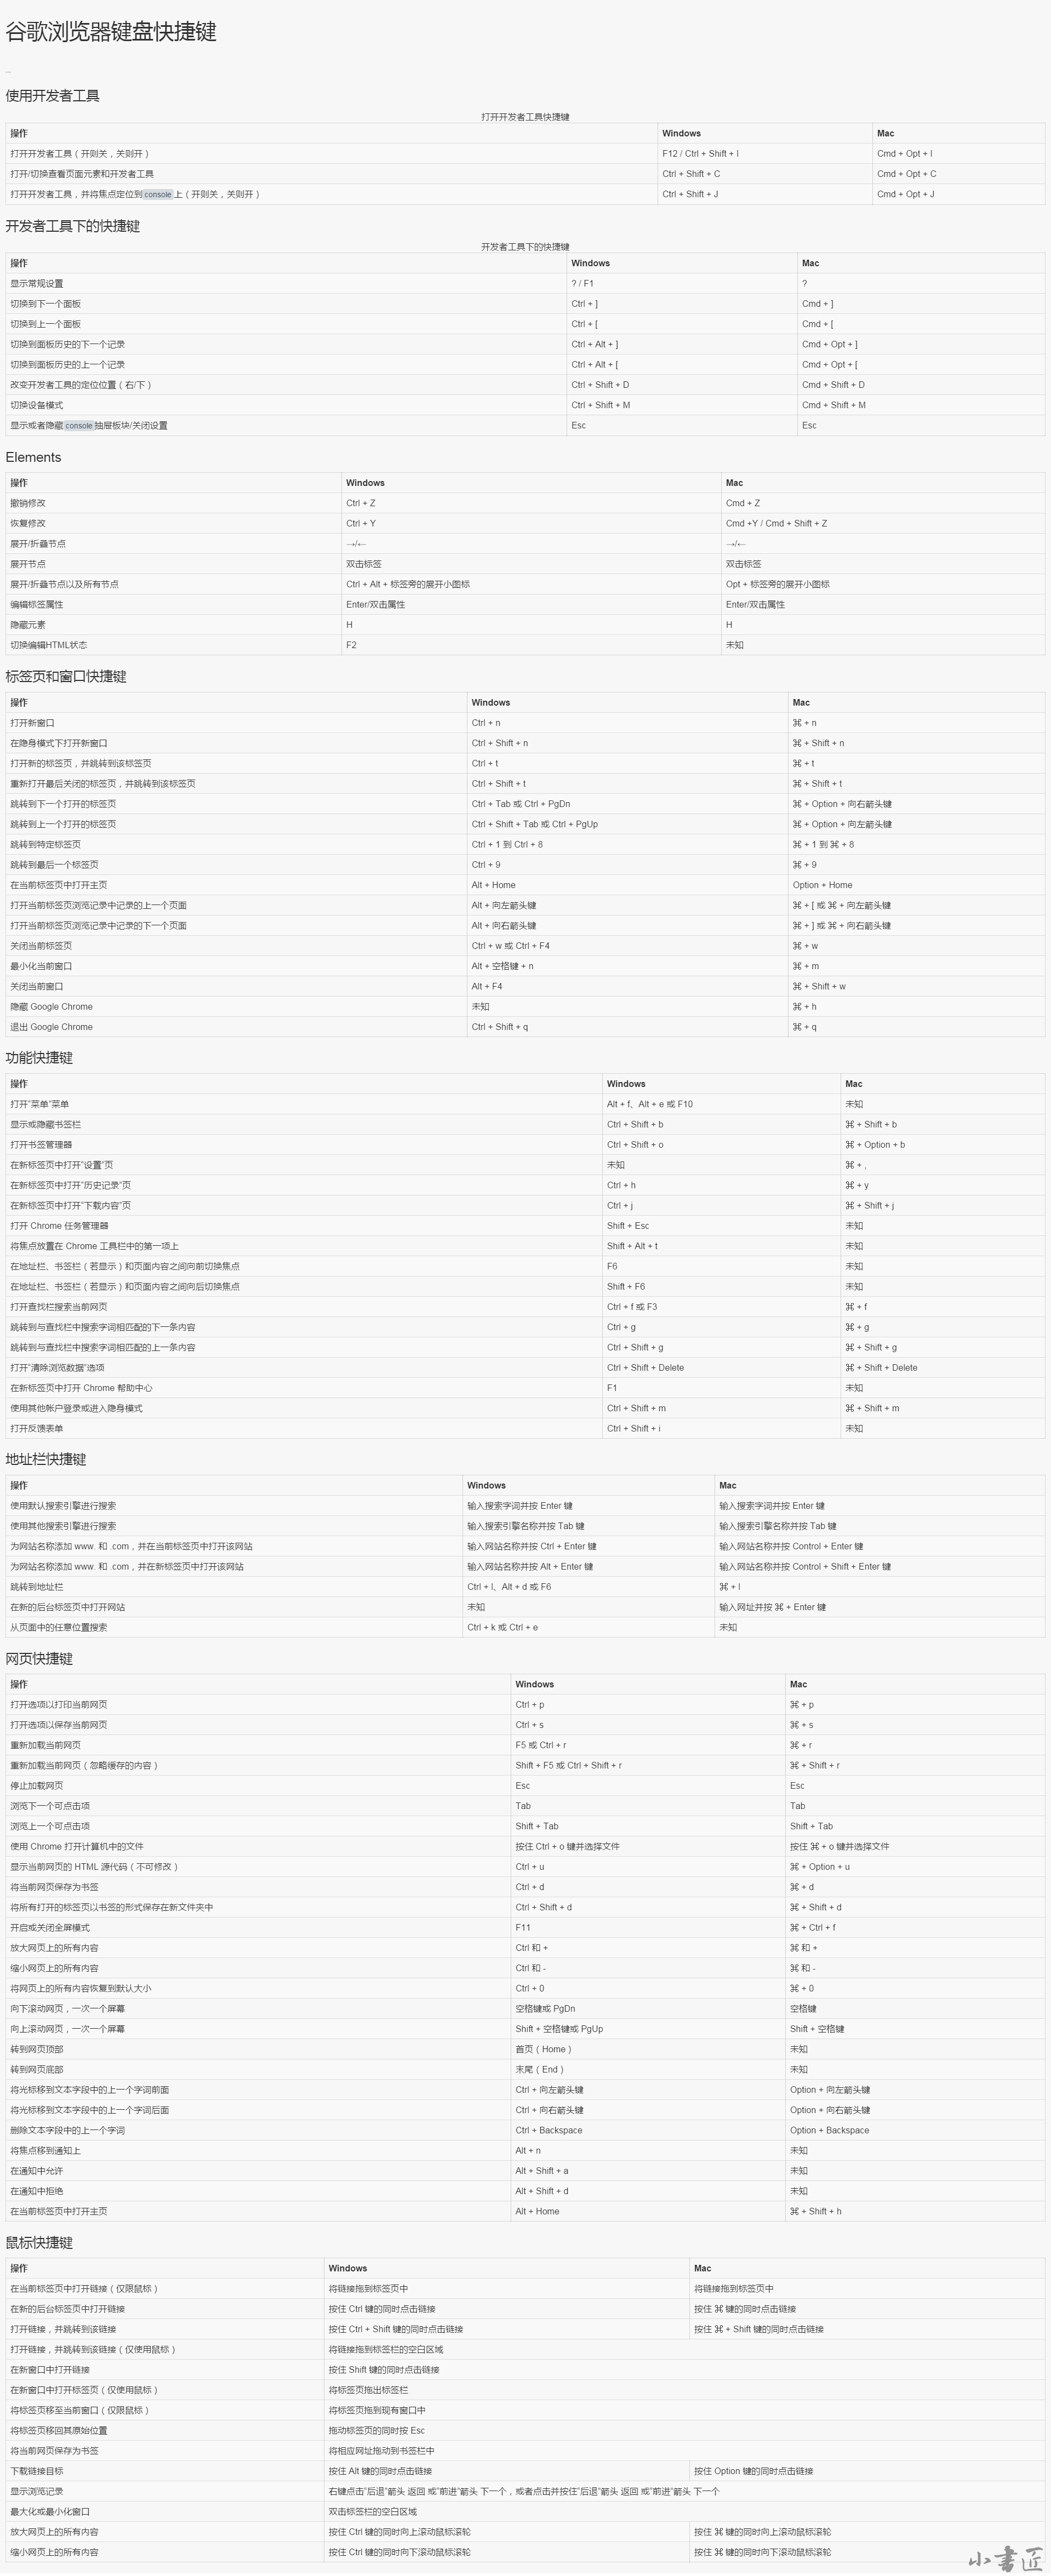 谷歌浏览器键盘快捷键
使用开发者工具
打开开发者工具快捷键
操作 Windows Mac
打开开发者工具（开则关，关则开） F12 / Ctrl + Shift + I Cmd + Opt + I
打开/切换查看页面元素和开发者工具 Ctrl + Shift + C Cmd + Opt + C
打开开发者工具，并将焦点定位到console上（开则关，关则开） Ctrl + Shift + J Cmd + Opt + J
开发者工具下的快捷键
开发者工具下的快捷键
操作 Windows Mac
显示常规设置 ? / F1 ?
切换到下一个面板 Ctrl + ] Cmd + ]
切换到上一个面板 Ctrl + [ Cmd + [
切换到面板历史的下一个记录 Ctrl + Alt + ] Cmd + Opt + ]
切换到面板历史的上一个记录 Ctrl + Alt + [ Cmd + Opt + [
改变开发者工具的定位位置（右/下） Ctrl + Shift + D Cmd + Shift + D
切换设备模式 Ctrl + Shift + M Cmd + Shift + M
显示或者隐藏console抽屉板块/关闭设置 Esc Esc
Elements
操作 Windows Mac
撤销修改 Ctrl + Z Cmd + Z
恢复修改 Ctrl + Y Cmd +Y / Cmd + Shift + Z
展开/折叠节点 →/← →/←
展开节点 双击标签 双击标签
展开/折叠节点以及所有节点 Ctrl + Alt + 标签旁的展开小图标 Opt + 标签旁的展开小图标
编辑标签属性 Enter/双击属性 Enter/双击属性
隐藏元素 H H
切换编辑HTML状态 F2 未知
标签页和窗口快捷键
操作 Windows Mac
打开新窗口 Ctrl + n ⌘ + n
在隐身模式下打开新窗口 Ctrl + Shift + n ⌘ + Shift + n
打开新的标签页，并跳转到该标签页 Ctrl + t ⌘ + t
重新打开最后关闭的标签页，并跳转到该标签页 Ctrl + Shift + t ⌘ + Shift + t
跳转到下一个打开的标签页 Ctrl + Tab 或 Ctrl + PgDn ⌘ + Option + 向右箭头键
跳转到上一个打开的标签页 Ctrl + Shift + Tab 或 Ctrl + PgUp ⌘ + Option + 向左箭头键
跳转到特定标签页 Ctrl + 1 到 Ctrl + 8 ⌘ + 1 到 ⌘ + 8
跳转到最后一个标签页 Ctrl + 9 ⌘ + 9
在当前标签页中打开主页 Alt + Home Option + Home
打开当前标签页浏览记录中记录的上一个页面 Alt + 向左箭头键 ⌘ + [ 或 ⌘ + 向左箭头键
打开当前标签页浏览记录中记录的下一个页面 Alt + 向右箭头键 ⌘ + ] 或 ⌘ + 向右箭头键
关闭当前标签页 Ctrl + w 或 Ctrl + F4 ⌘ + w
最小化当前窗口 Alt + 空格键 + n ⌘ + m
关闭当前窗口 Alt + F4 ⌘ + Shift + w
隐藏 Google Chrome 未知 ⌘ + h
退出 Google Chrome Ctrl + Shift + q ⌘ + q
功能快捷键
操作 Windows Mac
打开“菜单”菜单 Alt + f、Alt + e 或 F10 未知
显示或隐藏书签栏 Ctrl + Shift + b ⌘ + Shift + b
打开书签管理器 Ctrl + Shift + o ⌘ + Option + b
在新标签页中打开“设置”页 未知 ⌘ + ,
在新标签页中打开“历史记录”页 Ctrl + h ⌘ + y
在新标签页中打开“下载内容”页 Ctrl + j ⌘ + Shift + j
打开 Chrome 任务管理器 Shift + Esc 未知
将焦点放置在 Chrome 工具栏中的第一项上 Shift + Alt + t 未知
在地址栏、书签栏（若显示）和页面内容之间向前切换焦点 F6 未知
在地址栏、书签栏（若显示）和页面内容之间向后切换焦点 Shift + F6 未知
打开查找栏搜索当前网页 Ctrl + f 或 F3 ⌘ + f
跳转到与查找栏中搜索字词相匹配的下一条内容 Ctrl + g ⌘ + g
跳转到与查找栏中搜索字词相匹配的上一条内容 Ctrl + Shift + g ⌘ + Shift + g
打开“清除浏览数据”选项 Ctrl + Shift + Delete ⌘ + Shift + Delete
在新标签页中打开 Chrome 帮助中心 F1 未知
使用其他帐户登录或进入隐身模式 Ctrl + Shift + m ⌘ + Shift + m
打开反馈表单 Ctrl + Shift + i 未知
地址栏快捷键
操作 Windows Mac
使用默认搜索引擎进行搜索 输入搜索字词并按 Enter 键 输入搜索字词并按 Enter 键
使用其他搜索引擎进行搜索 输入搜索引擎名称并按 Tab 键 输入搜索引擎名称并按 Tab 键
为网站名称添加 www. 和 .com，并在当前标签页中打开该网站 输入网站名称并按 Ctrl + Enter 键 输入网站名称并按 Control + Enter 键
为网站名称添加 www. 和 .com，并在新标签页中打开该网站 输入网站名称并按 Alt + Enter 键 输入网站名称并按 Control + Shift + Enter 键
跳转到地址栏 Ctrl + l、Alt + d 或 F6 ⌘ + l
在新的后台标签页中打开网站 未知 输入网址并按 ⌘ + Enter 键
从页面中的任意位置搜索 Ctrl + k 或 Ctrl + e 未知
网页快捷键
操作 Windows Mac
打开选项以打印当前网页 Ctrl + p ⌘ + p
打开选项以保存当前网页 Ctrl + s ⌘ + s
重新加载当前网页 F5 或 Ctrl + r ⌘ + r
重新加载当前网页（忽略缓存的内容） Shift + F5 或 Ctrl + Shift + r ⌘ + Shift + r
停止加载网页 Esc Esc
浏览下一个可点击项 Tab Tab
浏览上一个可点击项 Shift + Tab Shift + Tab
使用 Chrome 打开计算机中的文件 按住 Ctrl + o 键并选择文件 按住 ⌘ + o 键并选择文件
显示当前网页的 HTML 源代码（不可修改） Ctrl + u ⌘ + Option + u
将当前网页保存为书签 Ctrl + d ⌘ + d
将所有打开的标签页以书签的形式保存在新文件夹中 Ctrl + Shift + d ⌘ + Shift + d
开启或关闭全屏模式 F11 ⌘ + Ctrl + f
放大网页上的所有内容 Ctrl 和 + ⌘ 和 +
缩小网页上的所有内容 Ctrl 和 - ⌘ 和 -
将网页上的所有内容恢复到默认大小 Ctrl + 0 ⌘ + 0
向下滚动网页，一次一个屏幕 空格键或 PgDn 空格键
向上滚动网页，一次一个屏幕 Shift + 空格键或 PgUp Shift + 空格键
转到网页顶部 首页（Home） 未知
转到网页底部 末尾（End） 未知
将光标移到文本字段中的上一个字词前面 Ctrl + 向左箭头键 Option + 向左箭头键
将光标移到文本字段中的上一个字词后面 Ctrl + 向右箭头键 Option + 向右箭头键
删除文本字段中的上一个字词 Ctrl + Backspace Option + Backspace
将焦点移到通知上 Alt + n 未知
在通知中允许 Alt + Shift + a 未知
在通知中拒绝 Alt + Shift + d 未知
在当前标签页中打开主页 Alt + Home ⌘ + Shift + h
鼠标快捷键
操作 Windows Mac
在当前标签页中打开链接（仅限鼠标） 将链接拖到标签页中 将链接拖到标签页中
在新的后台标签页中打开链接 按住 Ctrl 键的同时点击链接 按住 ⌘ 键的同时点击链接
打开链接，并跳转到该链接 按住 Ctrl + Shift 键的同时点击链接 按住 ⌘ + Shift 键的同时点击链接
打开链接，并跳转到该链接（仅使用鼠标） 将链接拖到标签栏的空白区域
在新窗口中打开链接 按住 Shift 键的同时点击链接
在新窗口中打开标签页（仅使用鼠标） 将标签页拖出标签栏
将标签页移至当前窗口（仅限鼠标） 将标签页拖到现有窗口中
将标签页移回其原始位置 拖动标签页的同时按 Esc
将当前网页保存为书签 将相应网址拖动到书签栏中
下载链接目标 按住 Alt 键的同时点击链接 按住 Option 键的同时点击链接
显示浏览记录 右键点击“后退”箭头 返回 或“前进”箭头 下一个，或者点击并按住“后退”箭头 返回 或“前进”箭头 下一个
最大化或最小化窗口 双击标签栏的空白区域
放大网页上的所有内容 按住 Ctrl 键的同时向上滚动鼠标滚轮 按住 ⌘ 键的同时向上滚动鼠标滚轮
缩小网页上的所有内容 按住 Ctrl 键的同时向下滚动鼠标滚轮 按住 ⌘ 键的同时向下滚动鼠标滚轮
小書匠